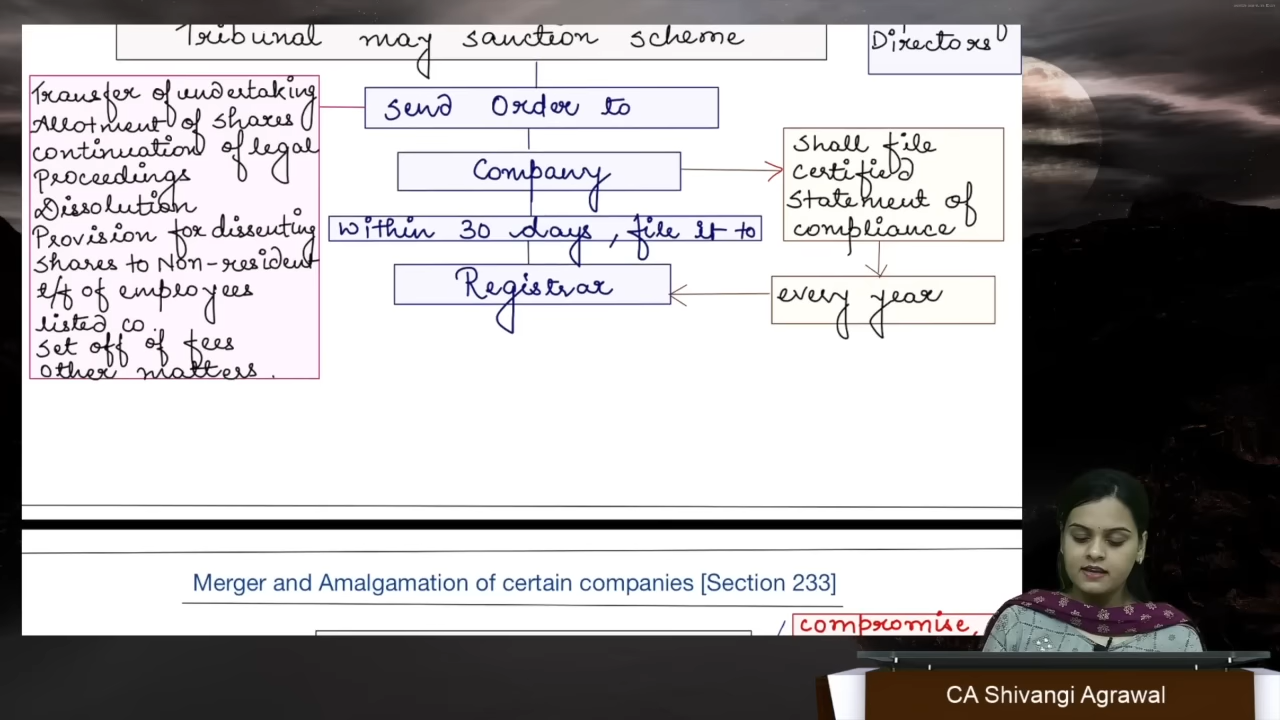 Tribunal may sanction scheme
Directors
Transfer of undertaking
Allotment of shares
continuation of legal
Proceedings
Dissolution
Provision for dissenting
shares to Non-resident
t/f of employees
listed co.
Set off of fees
Other matters.
Send Order to
Company
within 30 days, file it to
Registrar
Shall file
certified
Statement of
compliance
every year
Merger and Amalgamation of certain companies [Section 233]
compromise,
CA Shivangi Agrawal